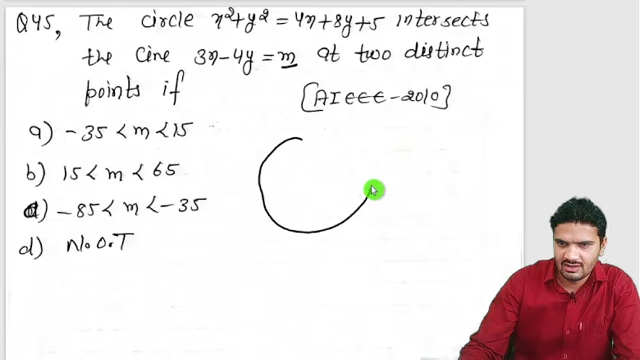 Q45, The circle x²+y² = 4x+8y+5 intersects
the line 3x-4y = m at two distinct
points if
[AIEEE-2010]
a) -35 < m < 15
b) 15 < m < 65
c) -85 < m < -35
d) N.O.T